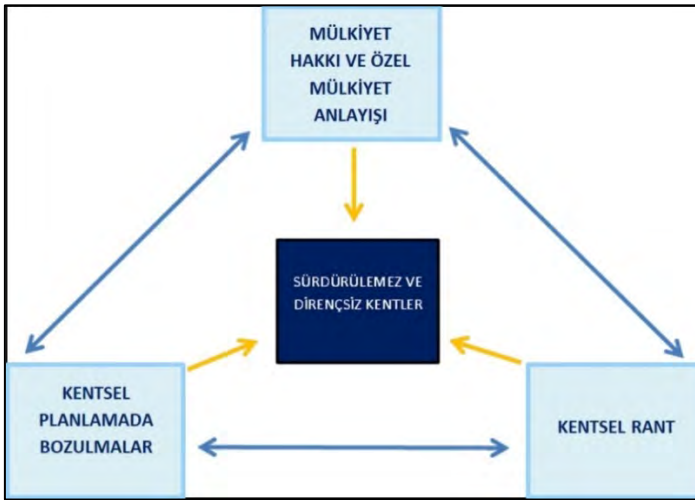 MÜLKİYET
HAKKI VE ÖZEL
MÜLKİYET
ANLAYIŞI
SÜRDÜRÜLEMEZ VE
DİRENÇSİZ KENTLER
KENTSEL
PLANLAMADA
BOZULMALAR
KENTSEL RANT